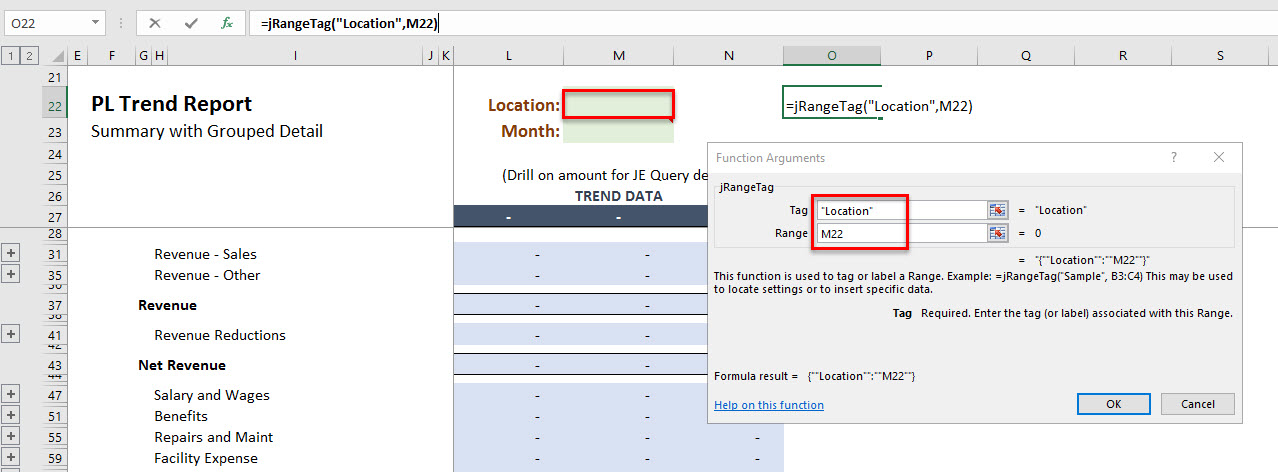 O22 =jRangeTag("Location",M22)
1 2 E F G H I J K L M N O P Q R S
21
22 PL Trend Report Location: =jRangeTag("Location",M22)
23 Summary with Grouped Detail Month:
24
25 (Drill on amount for JE Query de
26 TREND DATA
27 - -
28
31 Revenue - Sales - -
35 Revenue - Other - -
36
37 Revenue - -
38
41 Revenue Reductions - -
42
43 Net Revenue - -
44
47 Salary and Wages - -
51 Benefits - -
55 Repairs and Maint - - -
59 Facility Expense - - -
Function Arguments ? ×
jRangeTag
Tag "Location" = "Location"
Range M22 = 0
= "{""Location"":""M22""}"
This function is used to tag or label a Range. Example: =jRangeTag("Sample", B3:C4) This may be used
to locate settings or to insert specific data.
Tag Required. Enter the tag (or label) associated with this Range.
Formula result = {""Location"":""M22""}
Help on this function OK Cancel